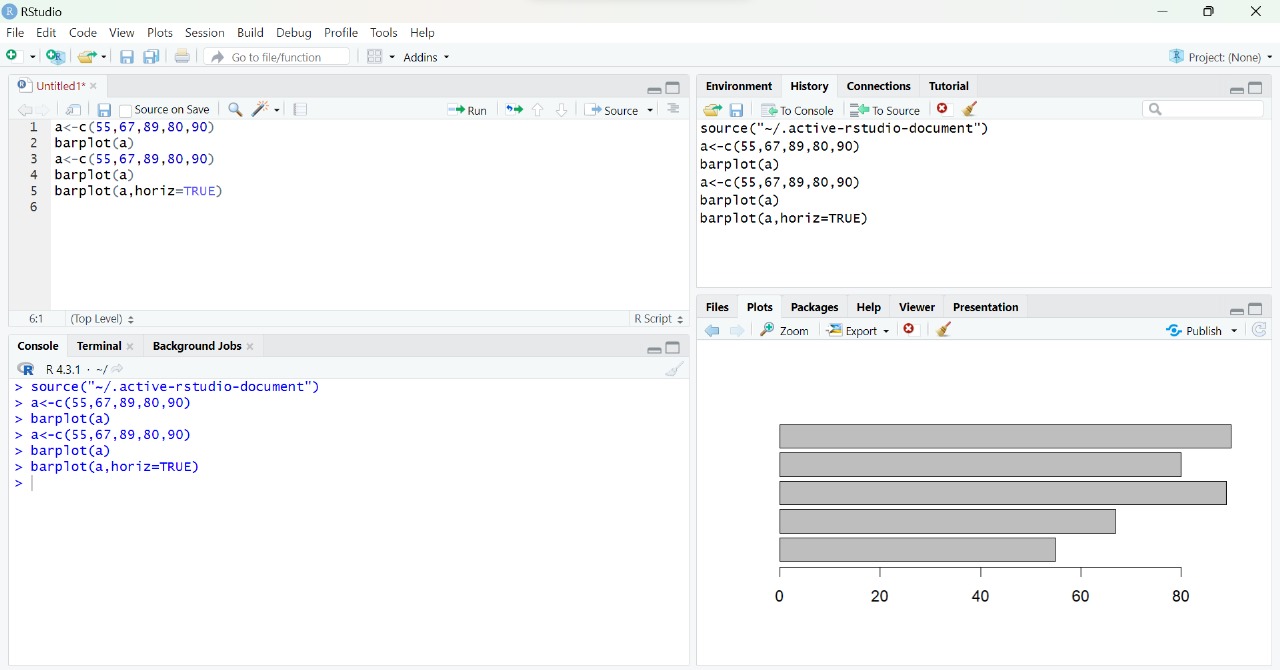 RStudio
File Edit Code View Plots Session Build Debug Profile Tools Help
Go to file/function Addins Project: (None)
Untitled1*
Source on Save Run Source
1 a<-c(55,67,89,80,90)
2 barplot(a)
3 a<-c(55,67,89,80,90)
4 barplot(a)
5 barplot(a,horiz=TRUE)
6
6:1 (Top Level) R Script
Console Terminal Background Jobs
R 4.3.1 · ~/
> source("~/.active-rstudio-document")
> a<-c(55,67,89,80,90)
> barplot(a)
> a<-c(55,67,89,80,90)
> barplot(a)
> barplot(a,horiz=TRUE)
>
Environment History Connections Tutorial
To Console To Source
source("~/.active-rstudio-document")
a<-c(55,67,89,80,90)
barplot(a)
a<-c(55,67,89,80,90)
barplot(a)
barplot(a,horiz=TRUE)
Files Plots Packages Help Viewer Presentation
Zoom Export Publish
0 20 40 60 80